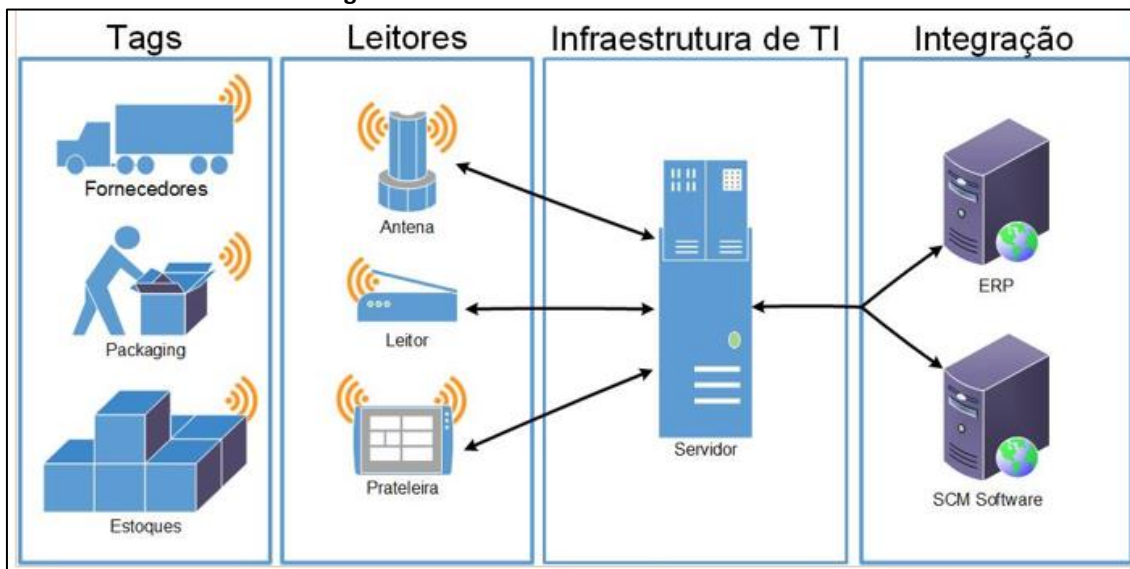 Tags
Leitores
Infraestrutura de TI
Integração
Fornecedores
Packaging
Estoques
Antena
Leitor
Prateleira
Servidor
ERP
SCM Software